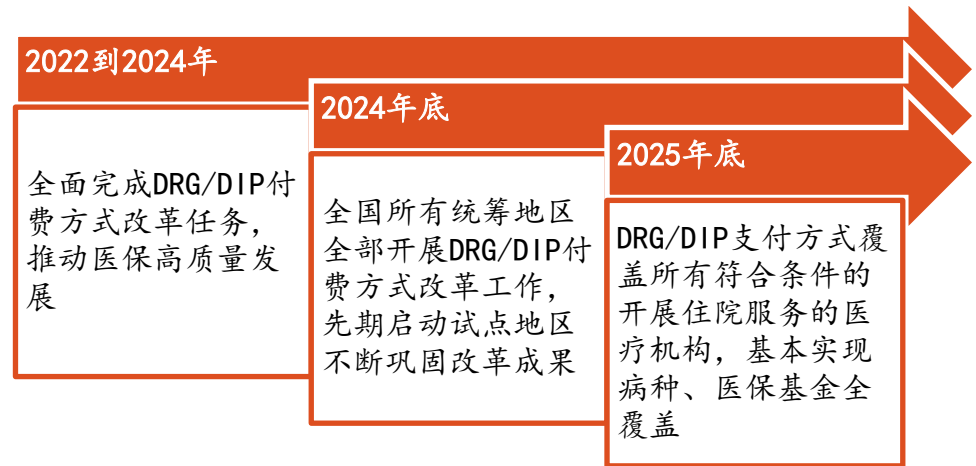 2022到2024年
全面完成DRG/DIP付
费方式改革任务，
推动医保高质量发
展
2024年底
全国所有统筹地区
全部开展DRG/DIP付
费方式改革工作，
先期启动试点地区
不断巩固改革成果
2025年底
DRG/DIP支付方式覆
盖所有符合条件的
开展住院服务的医
疗机构，基本实现
病种、医保基金全
覆盖